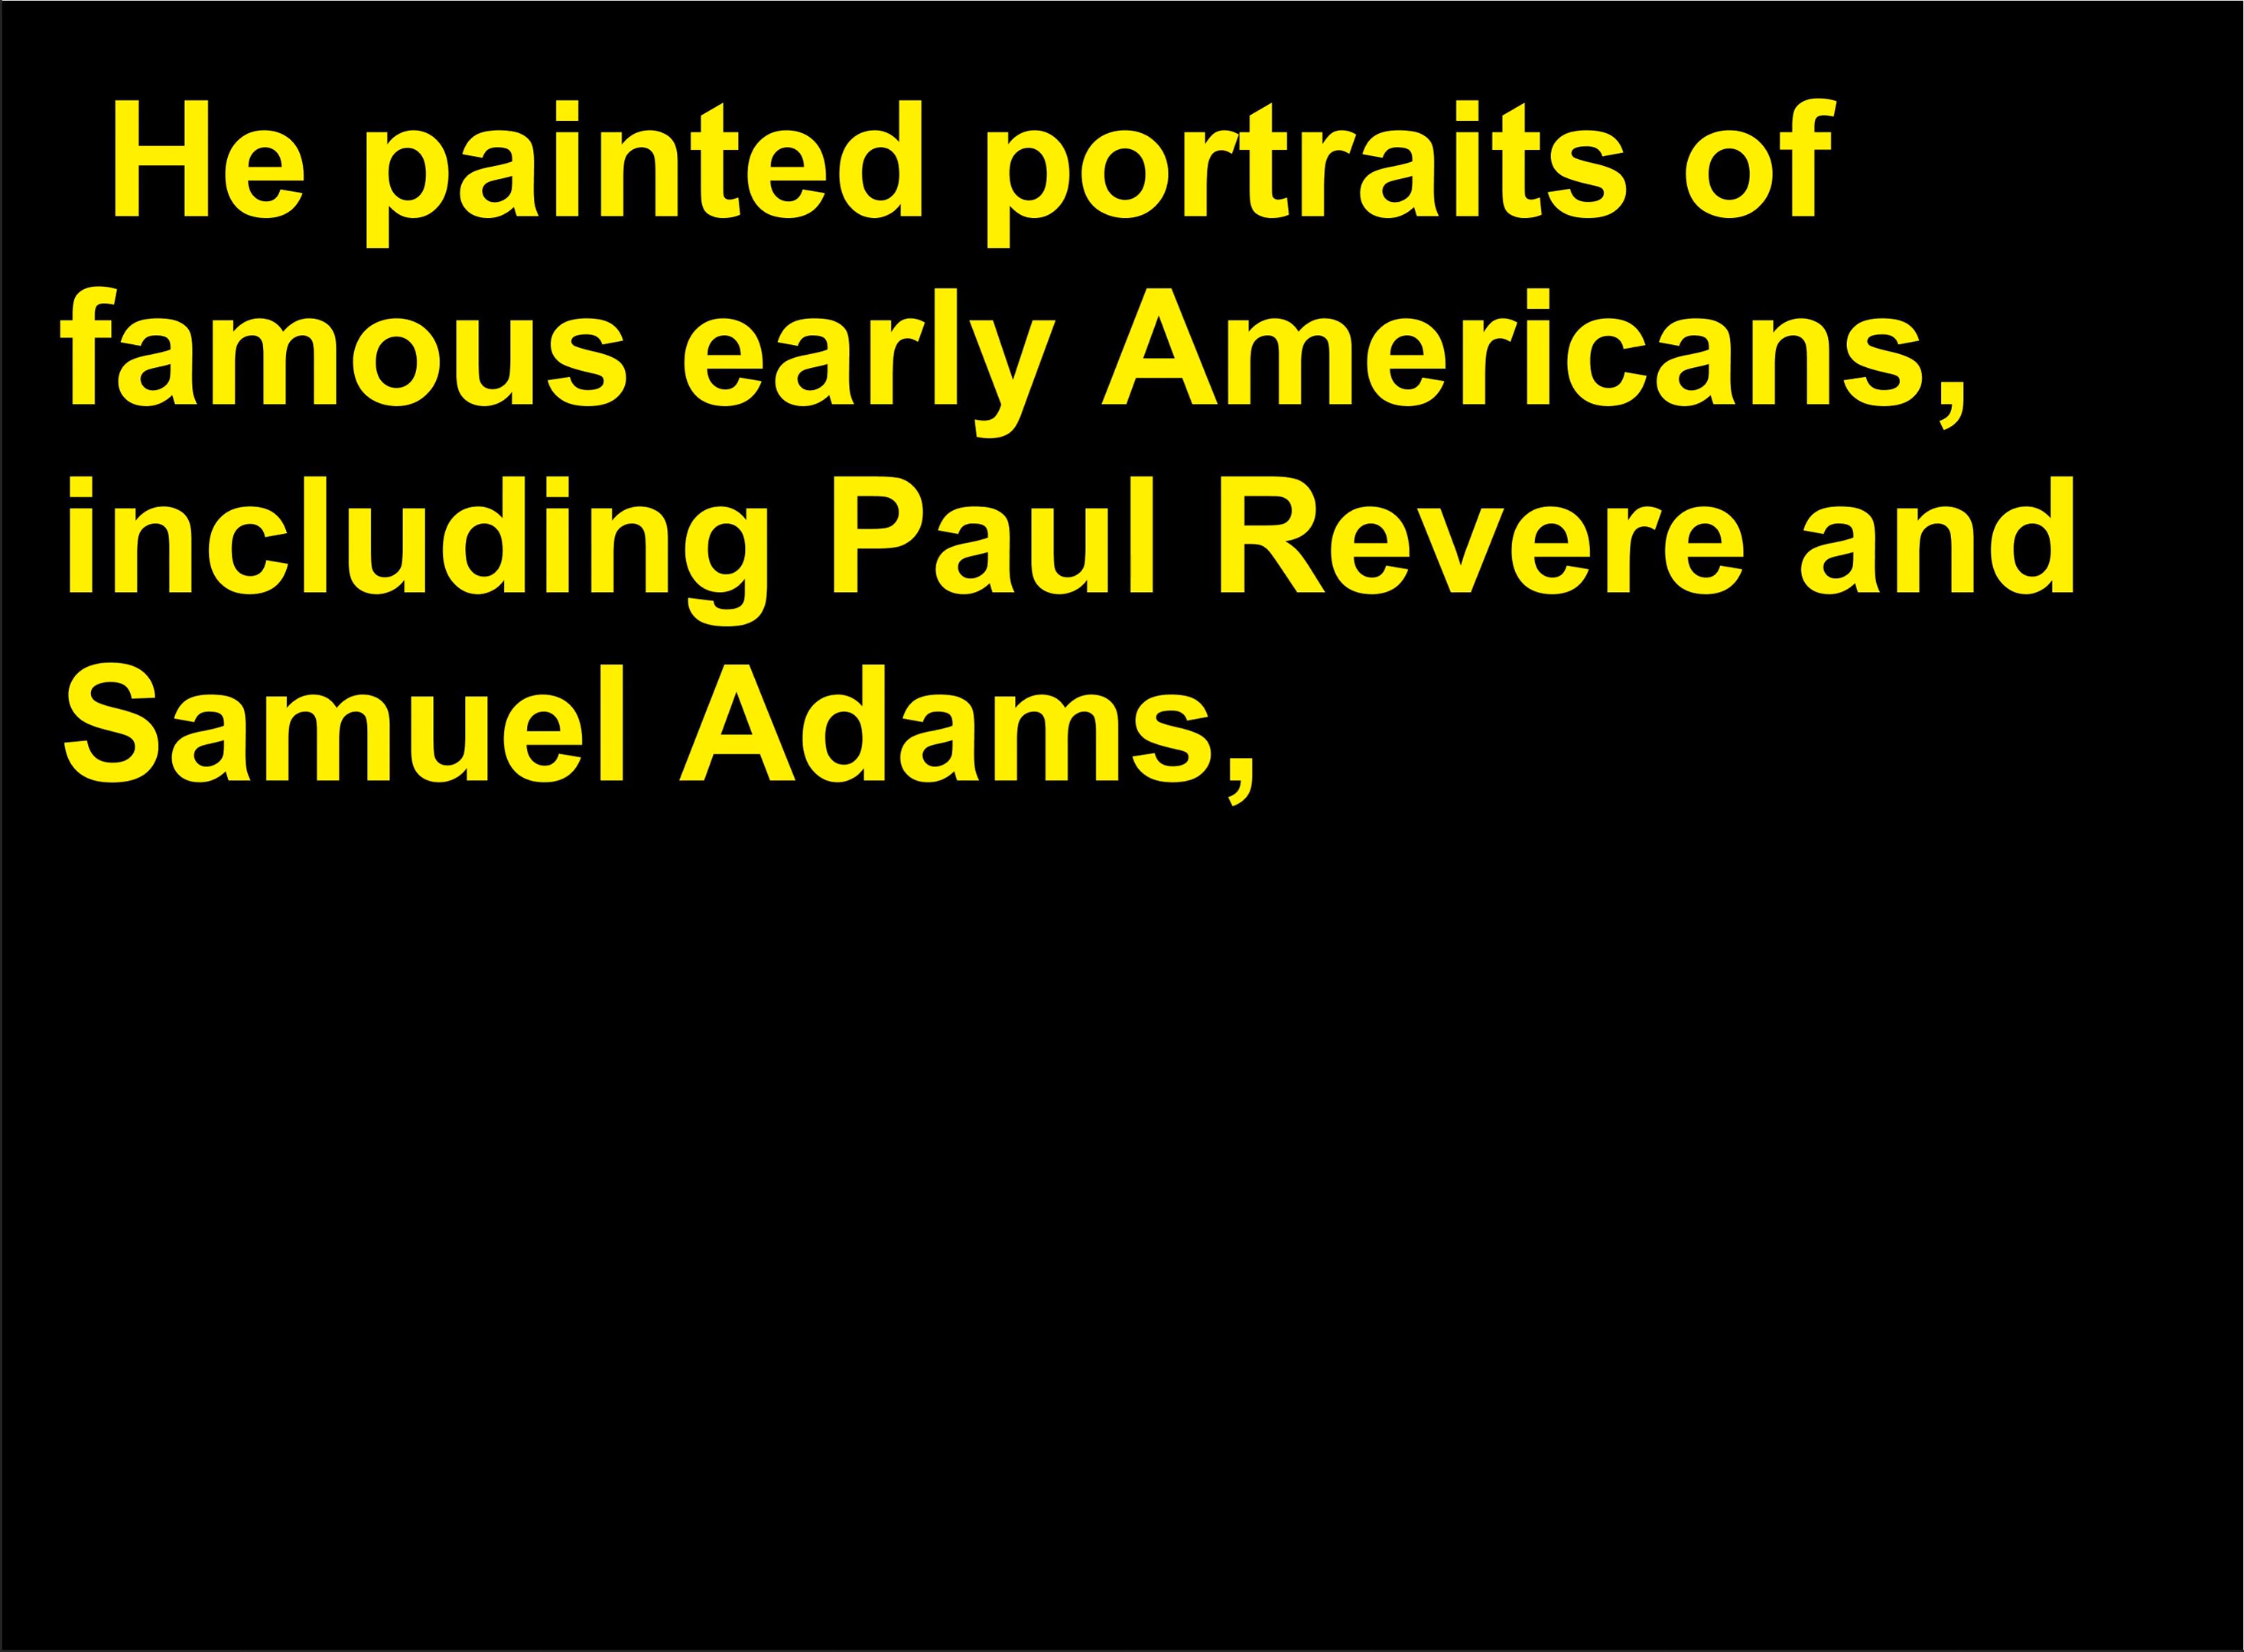 He painted portraits of
famous early Americans,
including Paul Revere and
Samuel Adams,